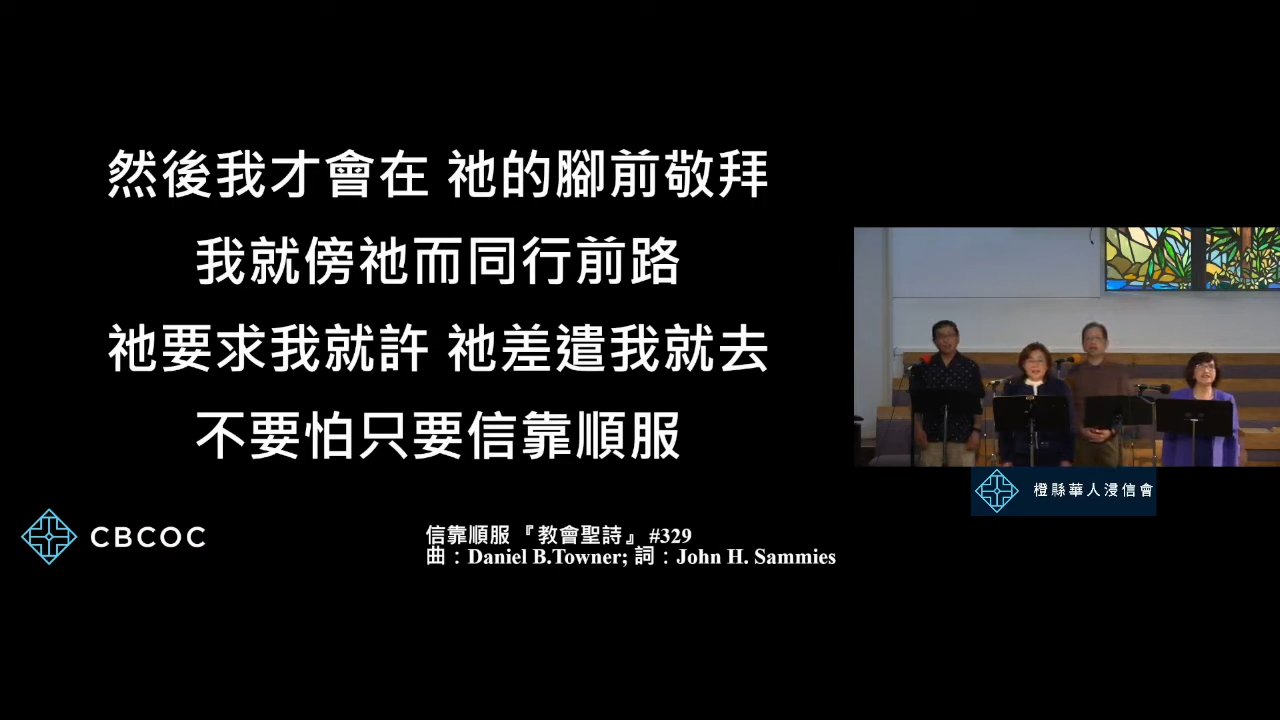 然後我才會在 祂的腳前敬拜
我就傍祂而同行前路
祂要求我就許 祂差遣我就去
不要怕只要信靠順服
橙縣華人浸信會
CBCOC
信靠順服『教會聖詩』 #329
曲：Daniel B.Towner; 詞：John H. Sammies